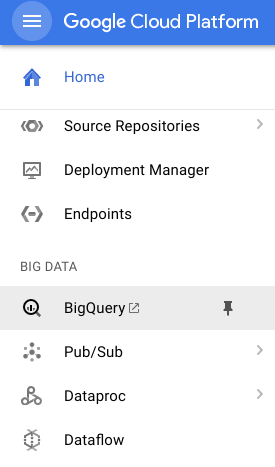 Google Cloud Platform
Home
Source Repositories
Deployment Manager
Endpoints
BIG DATA
BigQuery
Pub/Sub
Dataproc
Dataflow